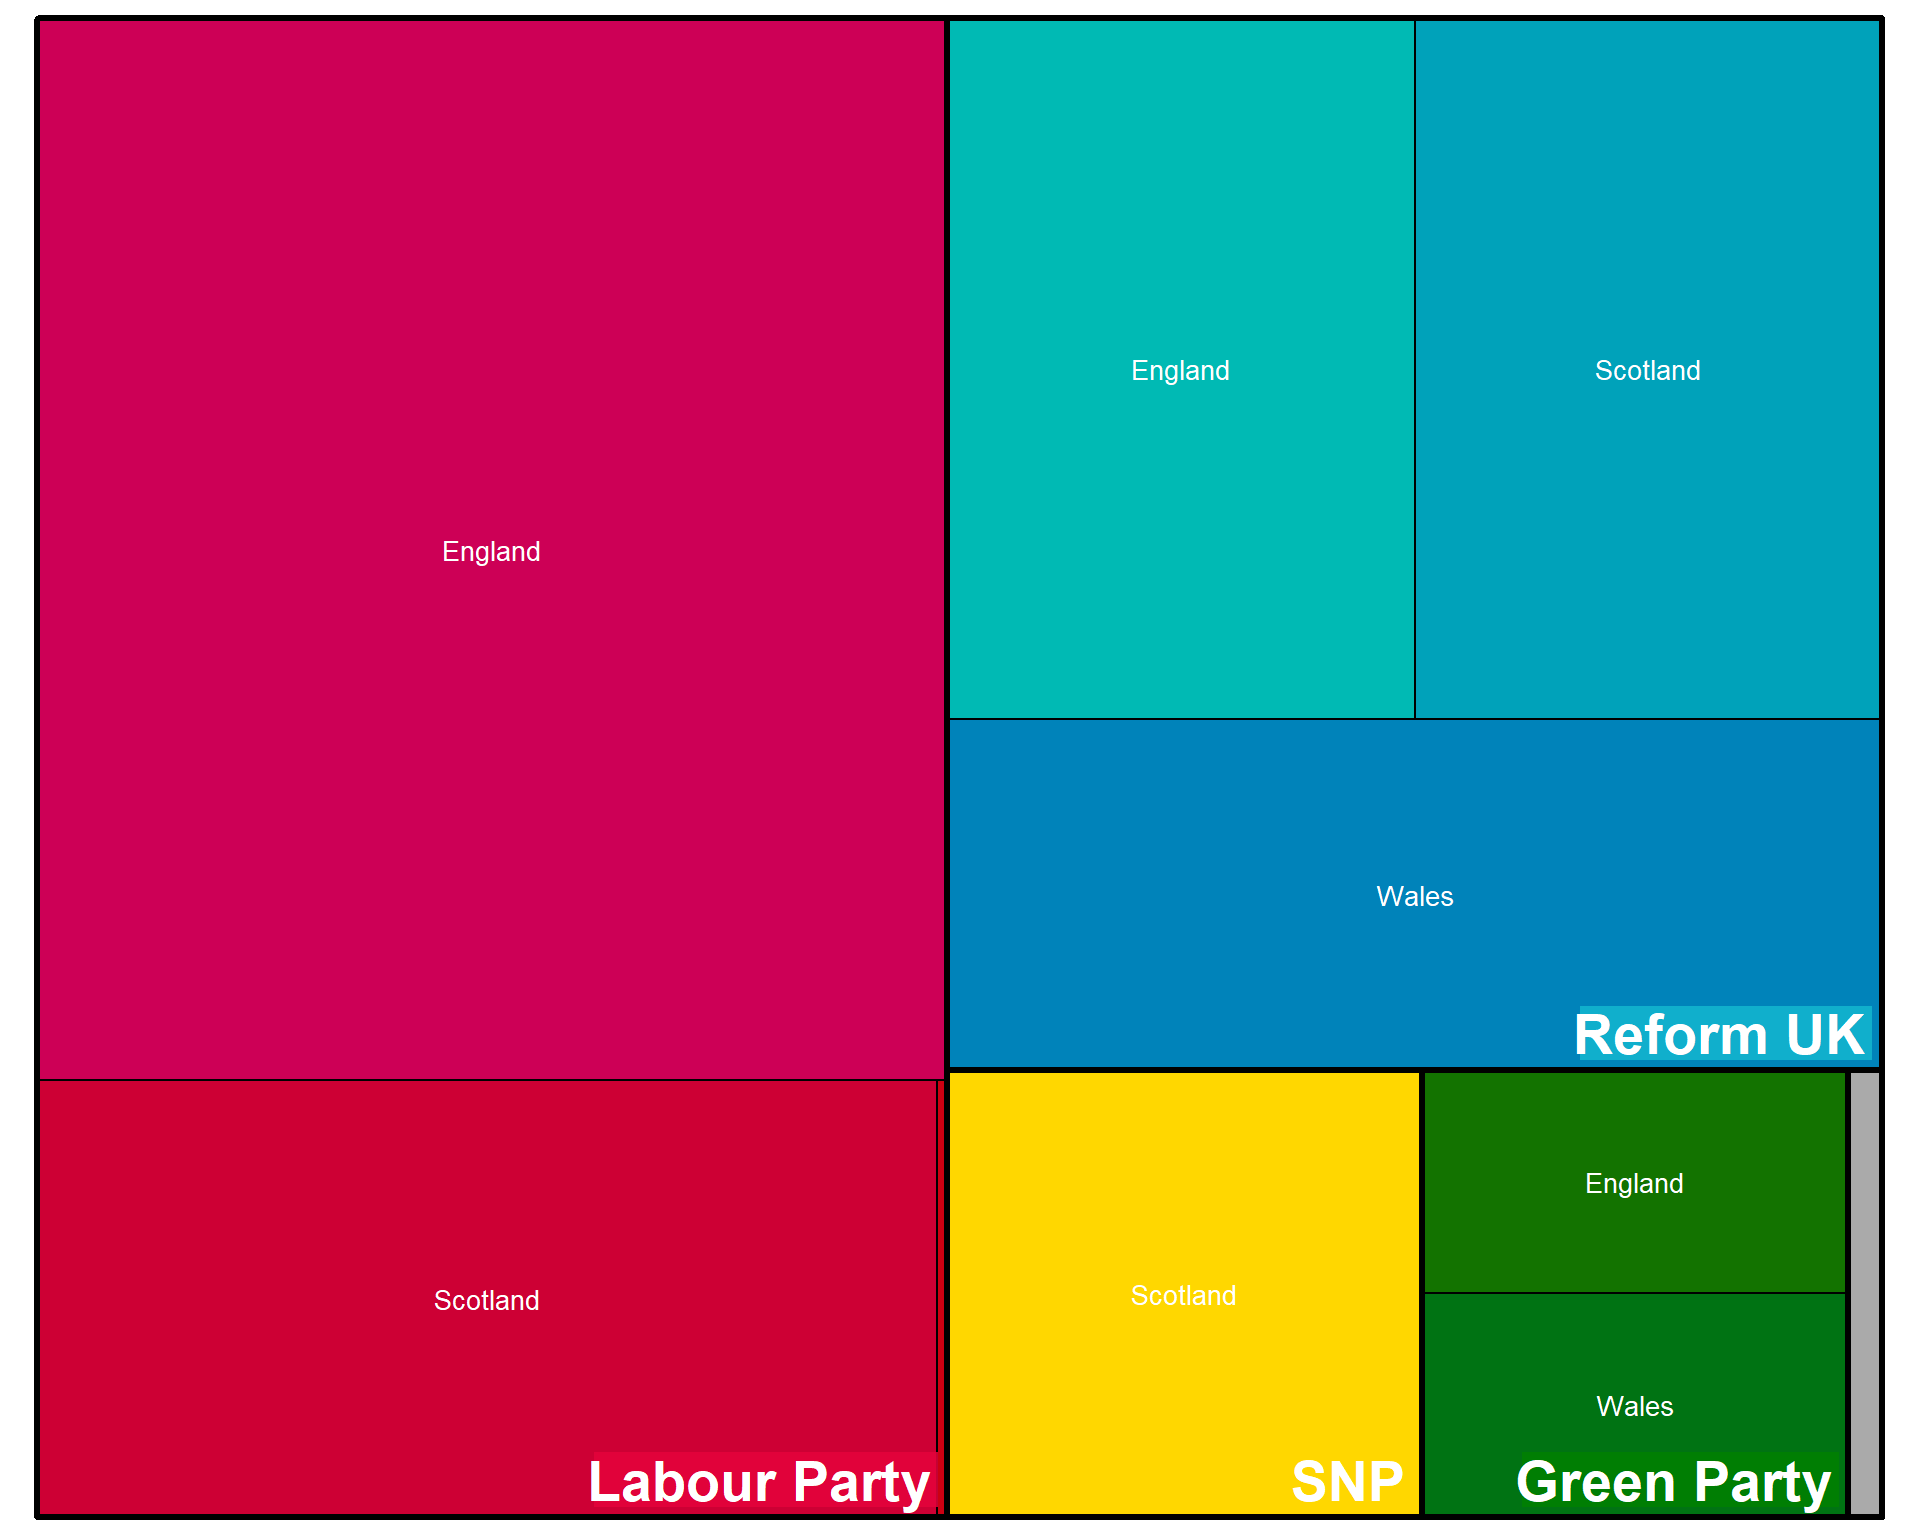 England
Scotland
Labour Party
England
Scotland
Wales
Reform UK
Scotland
SNP
England
Wales
Green Party